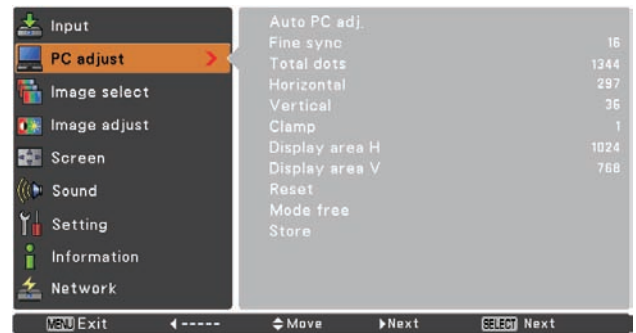 Input
PC adjust
Image select
Image adjust
Screen
Sound
Setting
Information
Network
Auto PC adj.
Fine sync 16
Total dots 1344
Horizontal 297
Vertical 36
Clamp 1
Display area H 1024
Display area V 768
Reset
Mode free
Store
MENU Exit ----- Move Next SELECT Next